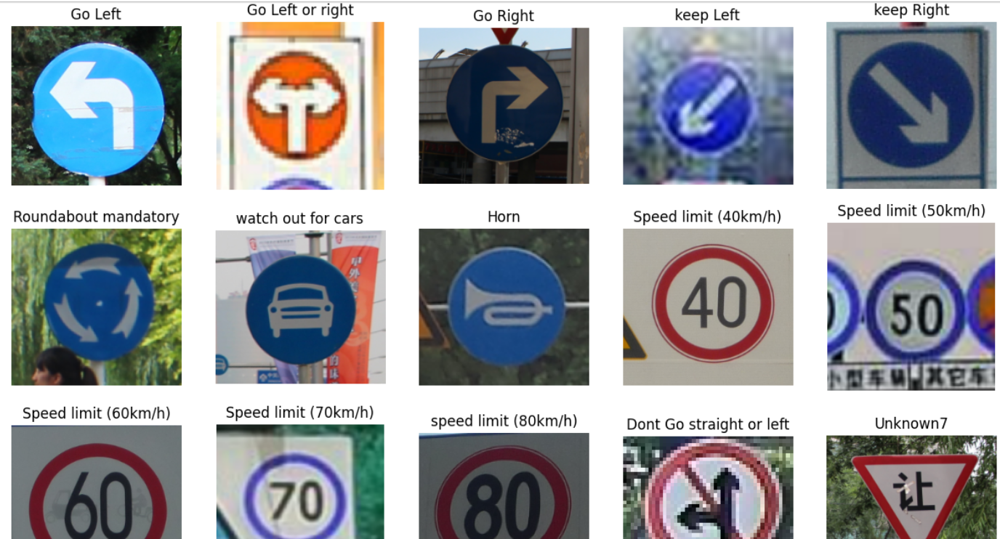 Go Left
Go Left or right
Go Right
keep Left
keep Right
Roundabout mandatory
watch out for cars
Horn
Speed limit (40km/h)
Speed limit (50km/h)
中外
40
50
小型车辆
其它车
Speed limit (60km/h)
Speed limit (70km/h)
speed limit (80km/h)
Dont Go straight or left
Unknown7
60
70
80
让